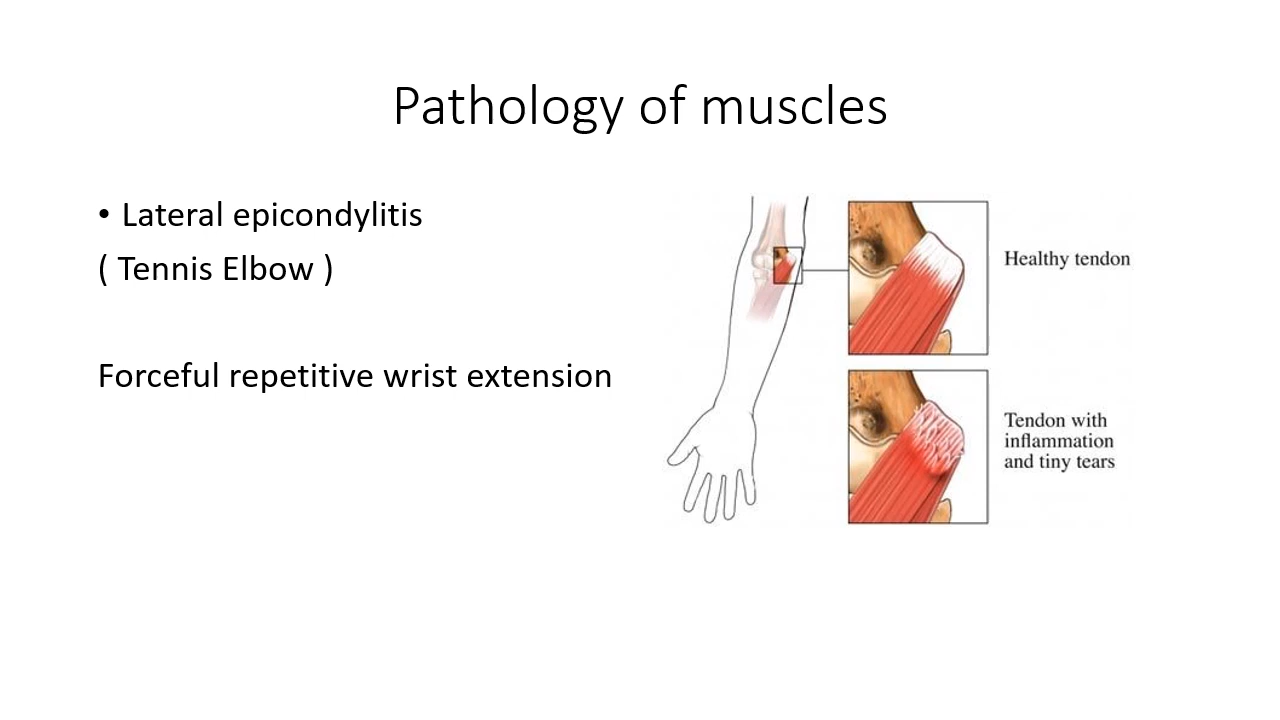 Pathology of muscles
• Lateral epicondylitis
( Tennis Elbow )
Forceful repetitive wrist extension
Healthy tendon
Tendon with
inflammation
and tiny tears